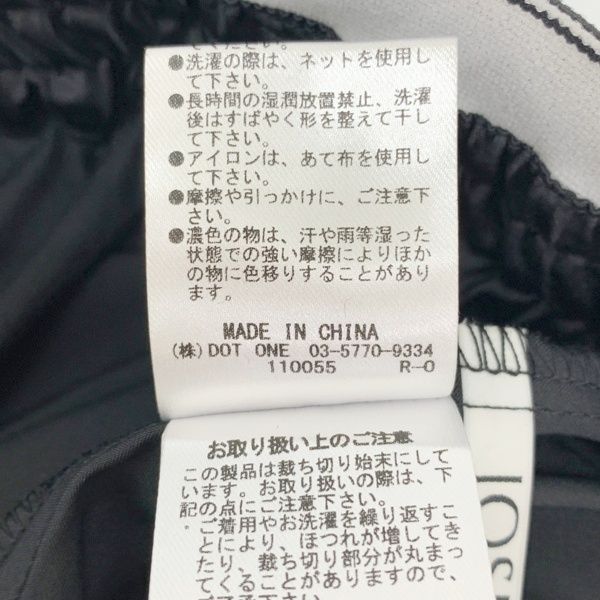 てください。
●洗濯の際は、ネットを使用し
て下さい。
●長時間の湿潤放置禁止、洗濯
後はすばやく形を整えて干し
て下さい。
●アイロンは、あて布を使用し
て下さい。
●摩擦や引っかけに、ご注意下
さい。
●濃色の物は、汗や雨等湿った
状態での強い摩擦によりほか
の物に色移りすることがあり
ます。
MADE IN CHINA
(株)DOT ONE 03-5770-9334
110055 R-0
お取り扱い上のご注意
この製品は裁ち切り始末にして
います。お取り扱いの際は、下
記の点にご注意下さい。
・ご着用やお洗濯を繰り返すこ
とにより、ほつれが増してき
たり、裁ち切り部分が丸まっ
てくることがありますので、